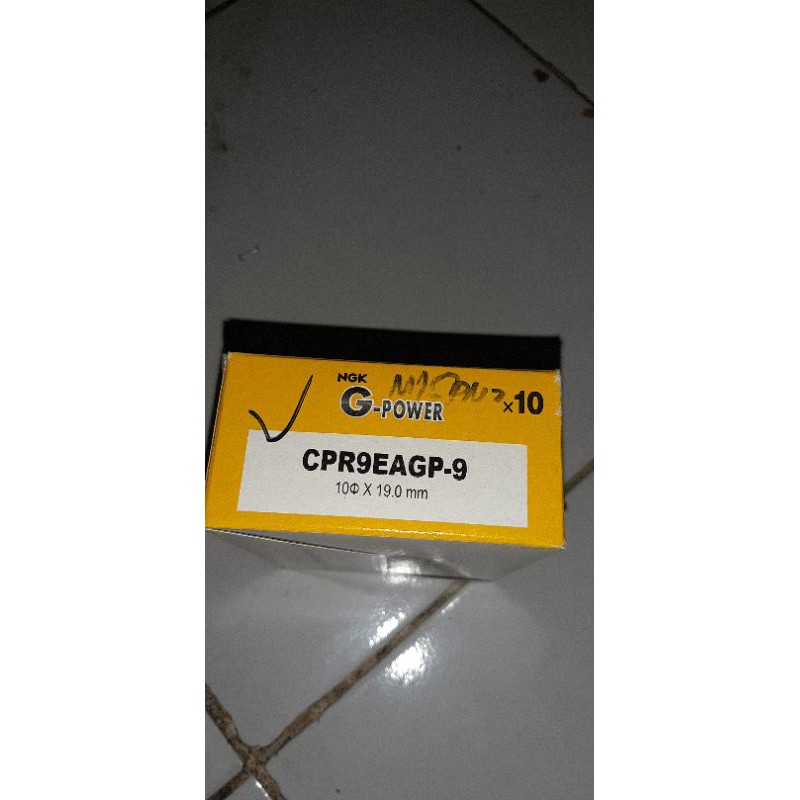 NGK
G-POWER
x10
CPR9EAGP-9
10Φ X 19.0 mm